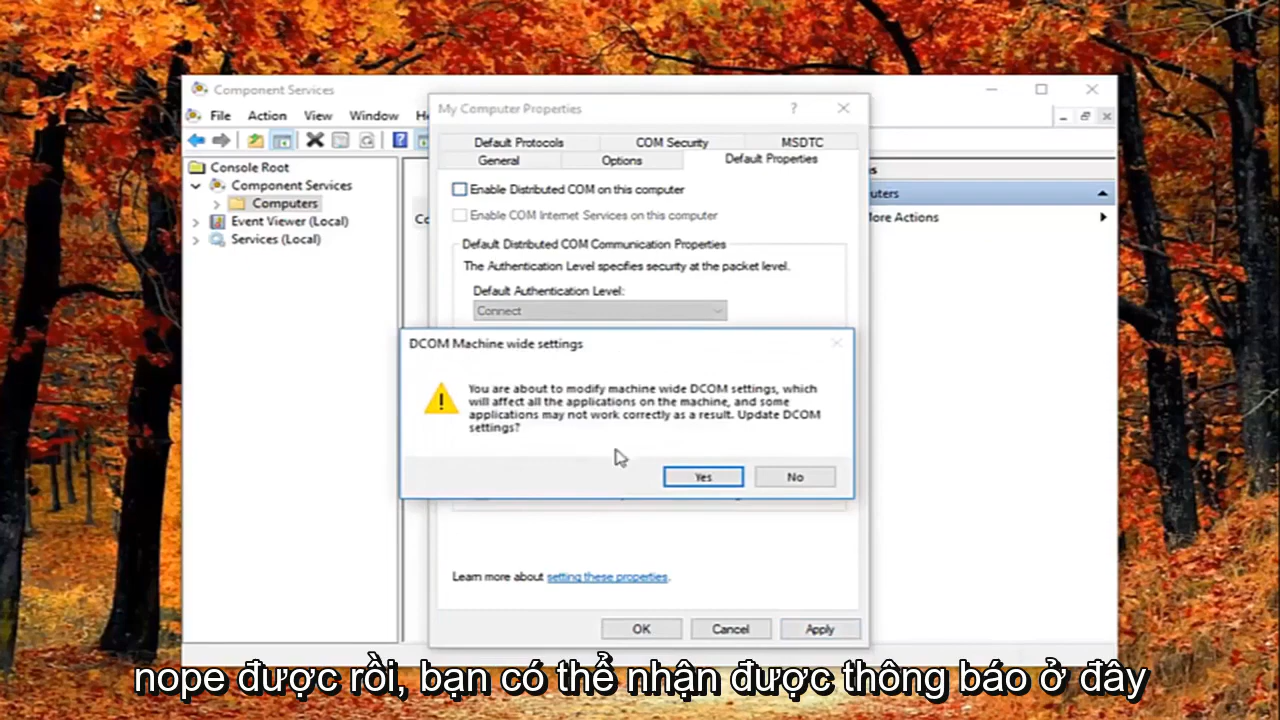 Component Services
File Action View Window He
Console Root
Component Services
Computers
Event Viewer (Local)
Services (Local)
My Computer Properties
?
Default Protocols COM Security MSDTC
General Options Default Properties
Enable Distributed COM on this computer
Enable COM Internet Services on this computer
Default Distributed COM Communication Properties
The Authentication Level specifies security at the packet level.
Default Authentication Level:
Connect
DCOM Machine wide settings
You are about to modify machine wide DCOM settings, which
will affect all the applications on the machine, and some
applications may not work correctly as a result. Update DCOM
settings?
Yes No
Learn more about setting these properties.
OK Cancel Apply
Co
s
uters
ore Actions
nope được rồi, bạn có thể nhận được thông báo ở đây